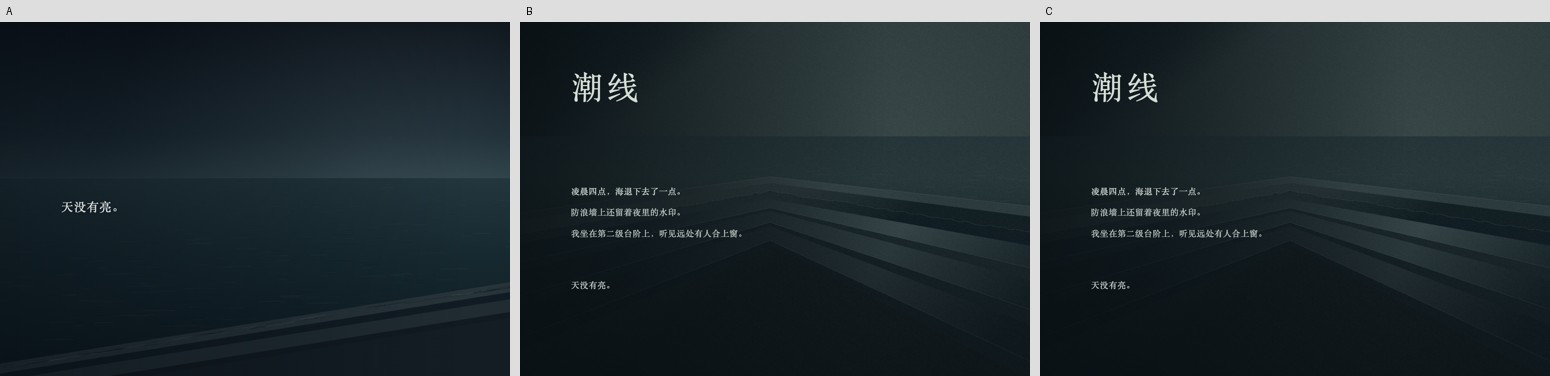 A
天没有亮。
B
潮线
凌晨四点，海退下去了一点。
防浪墙上还留着夜里的水印。
我坐在第二级台阶上，听见远处有人合上窗。
天没有亮。
C
潮线
凌晨四点，海退下去了一点。
防浪墙上还留着夜里的水印。
我坐在第二级台阶上，听见远处有人合上窗。
天没有亮。